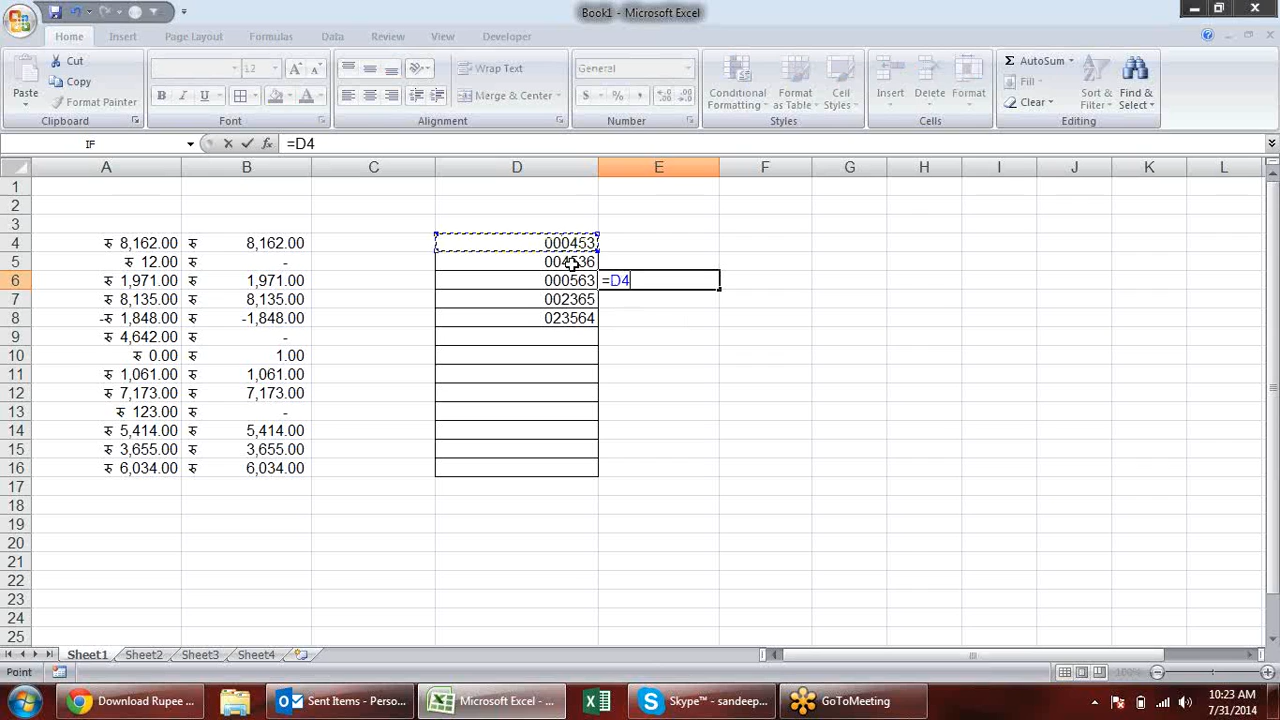 Book1 - Microsoft Excel
Home Insert Page Layout Formulas Data Review View Developer
Paste Cut Copy Format Painter Clipboard
12 A A B I U A Font
Wrap Text Merge & Center Alignment
General $ % , Number
Conditional Formatting Format as Table Cell Styles Styles
Insert Delete Format Cells
AutoSum Fill Clear Sort & Filter Find & Select Editing
IF fx =D4
A B C D E F G H I J K L
1
2
3
4 रु 8,162.00 रु 8,162.00 000453
5 रु 12.00 रु - 004536
6 रु 1,971.00 रु 1,971.00 000563 =D4
7 रु 8,135.00 रु 8,135.00 002365
8 -रु 1,848.00 रु -1,848.00 023564
9 रु 4,642.00 रु -
10 रु 0.00 रु 1.00
11 रु 1,061.00 रु 1,061.00
12 रु 7,173.00 रु 7,173.00
13 रु 123.00 रु -
14 रु 5,414.00 रु 5,414.00
15 रु 3,655.00 रु 3,655.00
16 रु 6,034.00 रु 6,034.00
17
18
19
20
21
22
23
24
25
Sheet1 Sheet2 Sheet3 Sheet4
Point 100%
Download Rupee ... Sent Items - Perso... Microsoft Excel - ... Skype™ - sandeep... GoToMeeting 10:23 AM
7/31/2014